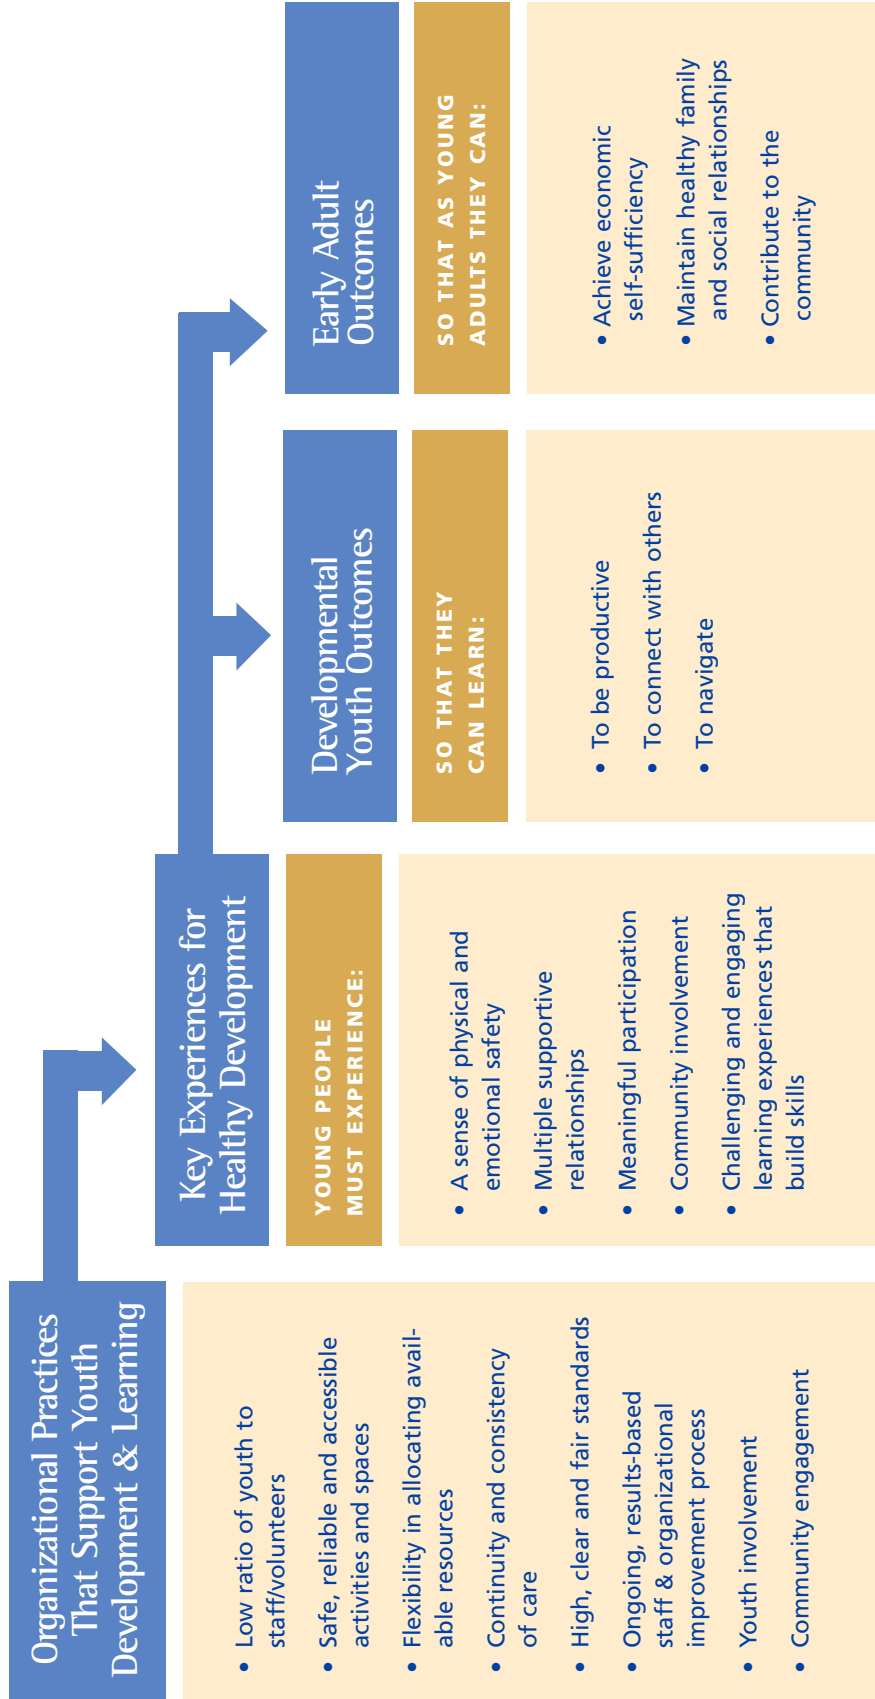 Organizational Practices
That Support Youth
Development & Learning
• Low ratio of youth to
staff/volunteers
• Safe, reliable and accessible
activities and spaces
• Flexibility in allocating avail-
able resources
• Continuity and consistency
of care
• High, clear and fair standards
• Ongoing, results-based
staff & organizational
improvement process
• Youth involvement
• Community engagement
Key Experiences for
Healthy Development
YOUNG PEOPLE
MUST EXPERIENCE:
• A sense of physical and
emotional safety
• Multiple supportive
relationships
• Meaningful participation
• Community involvement
• Challenging and engaging
learning experiences that
build skills
Developmental
Youth Outcomes
SO THAT THEY
CAN LEARN:
• To be productive
• To connect with others
• To navigate
Early Adult
Outcomes
SO THAT AS YOUNG
ADULTS THEY CAN:
• Achieve economic
self-sufficiency
• Maintain healthy family
and social relationships
• Contribute to the
community